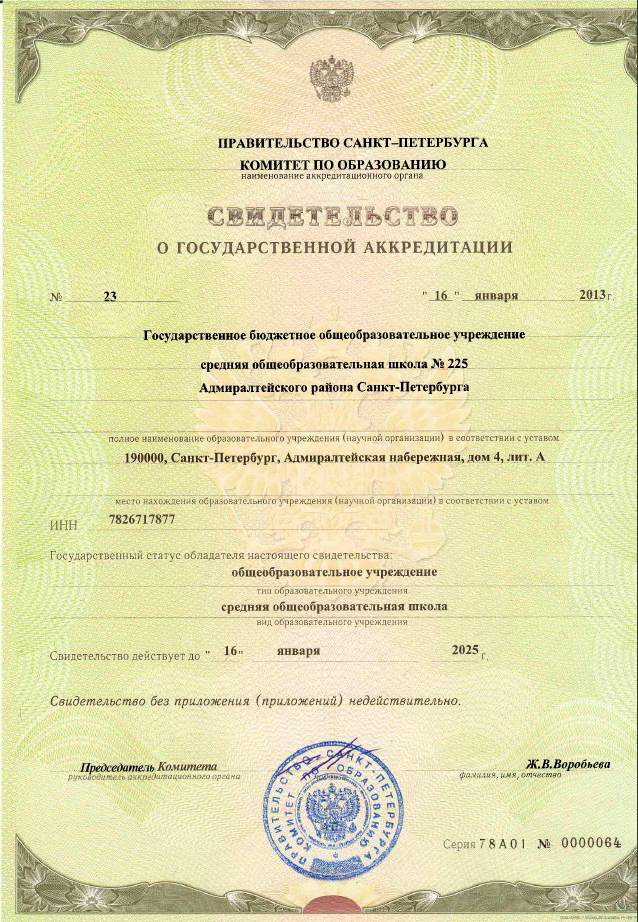 ПРАВИТЕЛЬСТВО САНКТ–ПЕТЕРБУРГА
КОМИТЕТ ПО ОБРАЗОВАНИЮ
наименование аккредитационного органа
СВИДЕТЕЛЬСТВО
О ГОСУДАРСТВЕННОЙ АККРЕДИТАЦИИ
№ 23 " 16 " января 2013 г.
Государственное бюджетное общеобразовательное учреждение
средняя общеобразовательная школа № 225
Адмиралтейского района Санкт-Петербурга
полное наименование образовательного учреждения (научной организации) в соответствии с уставом
190000, Санкт-Петербург, Адмиралтейская набережная, дом 4, лит. А
место нахождения образовательного учреждения (научной организации) в соответствии с уставом
ИНН 7826717877
Государственный статус обладателя настоящего свидетельства:
общеобразовательное учреждение
тип образовательного учреждения
средняя общеобразовательная школа
вид образовательного учреждения
Свидетельство действует до " 16 " января 2025 г.
Свидетельство без приложения (приложений) недействительно.
Председатель Комитета Ж.В.Воробьева
руководитель аккредитационного органа фамилия, имя, отчество
ПРАВИТЕЛЬСТВО САНКТ-ПЕТЕРБУРГА
КОМИТЕТ ПО ОБРАЗОВАНИЮ
Серия 78А01 № 0000064